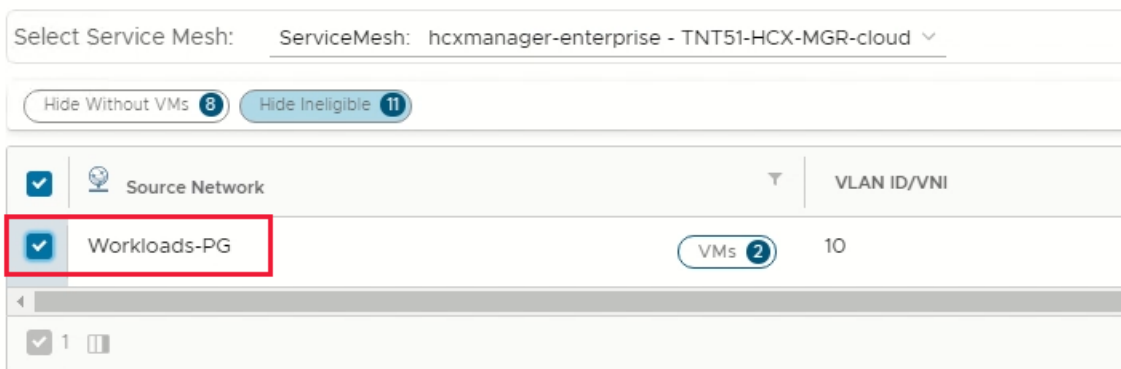 Select Service Mesh: ServiceMesh: hcxmanager-enterprise - TNT51-HCX-MGR-cloud
Hide Without VMs 8 Hide Ineligible 11
Source Network VLAN ID/VNI
Workloads-PG VMs 2 10
1